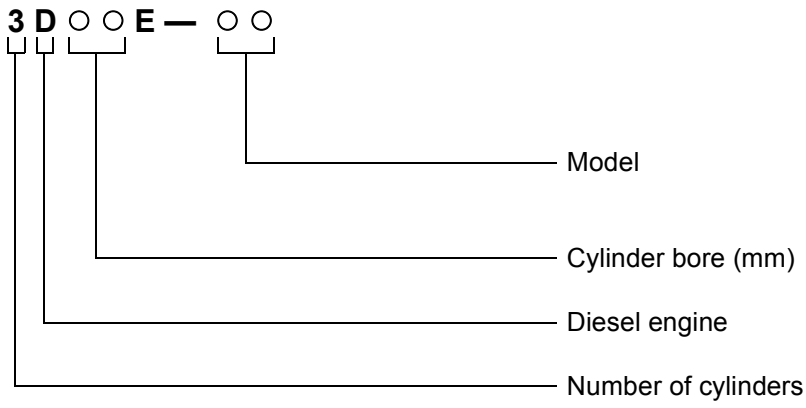 3 D ○ ○ E — ○ ○
Model
Cylinder bore (mm)
Diesel engine
Number of cylinders